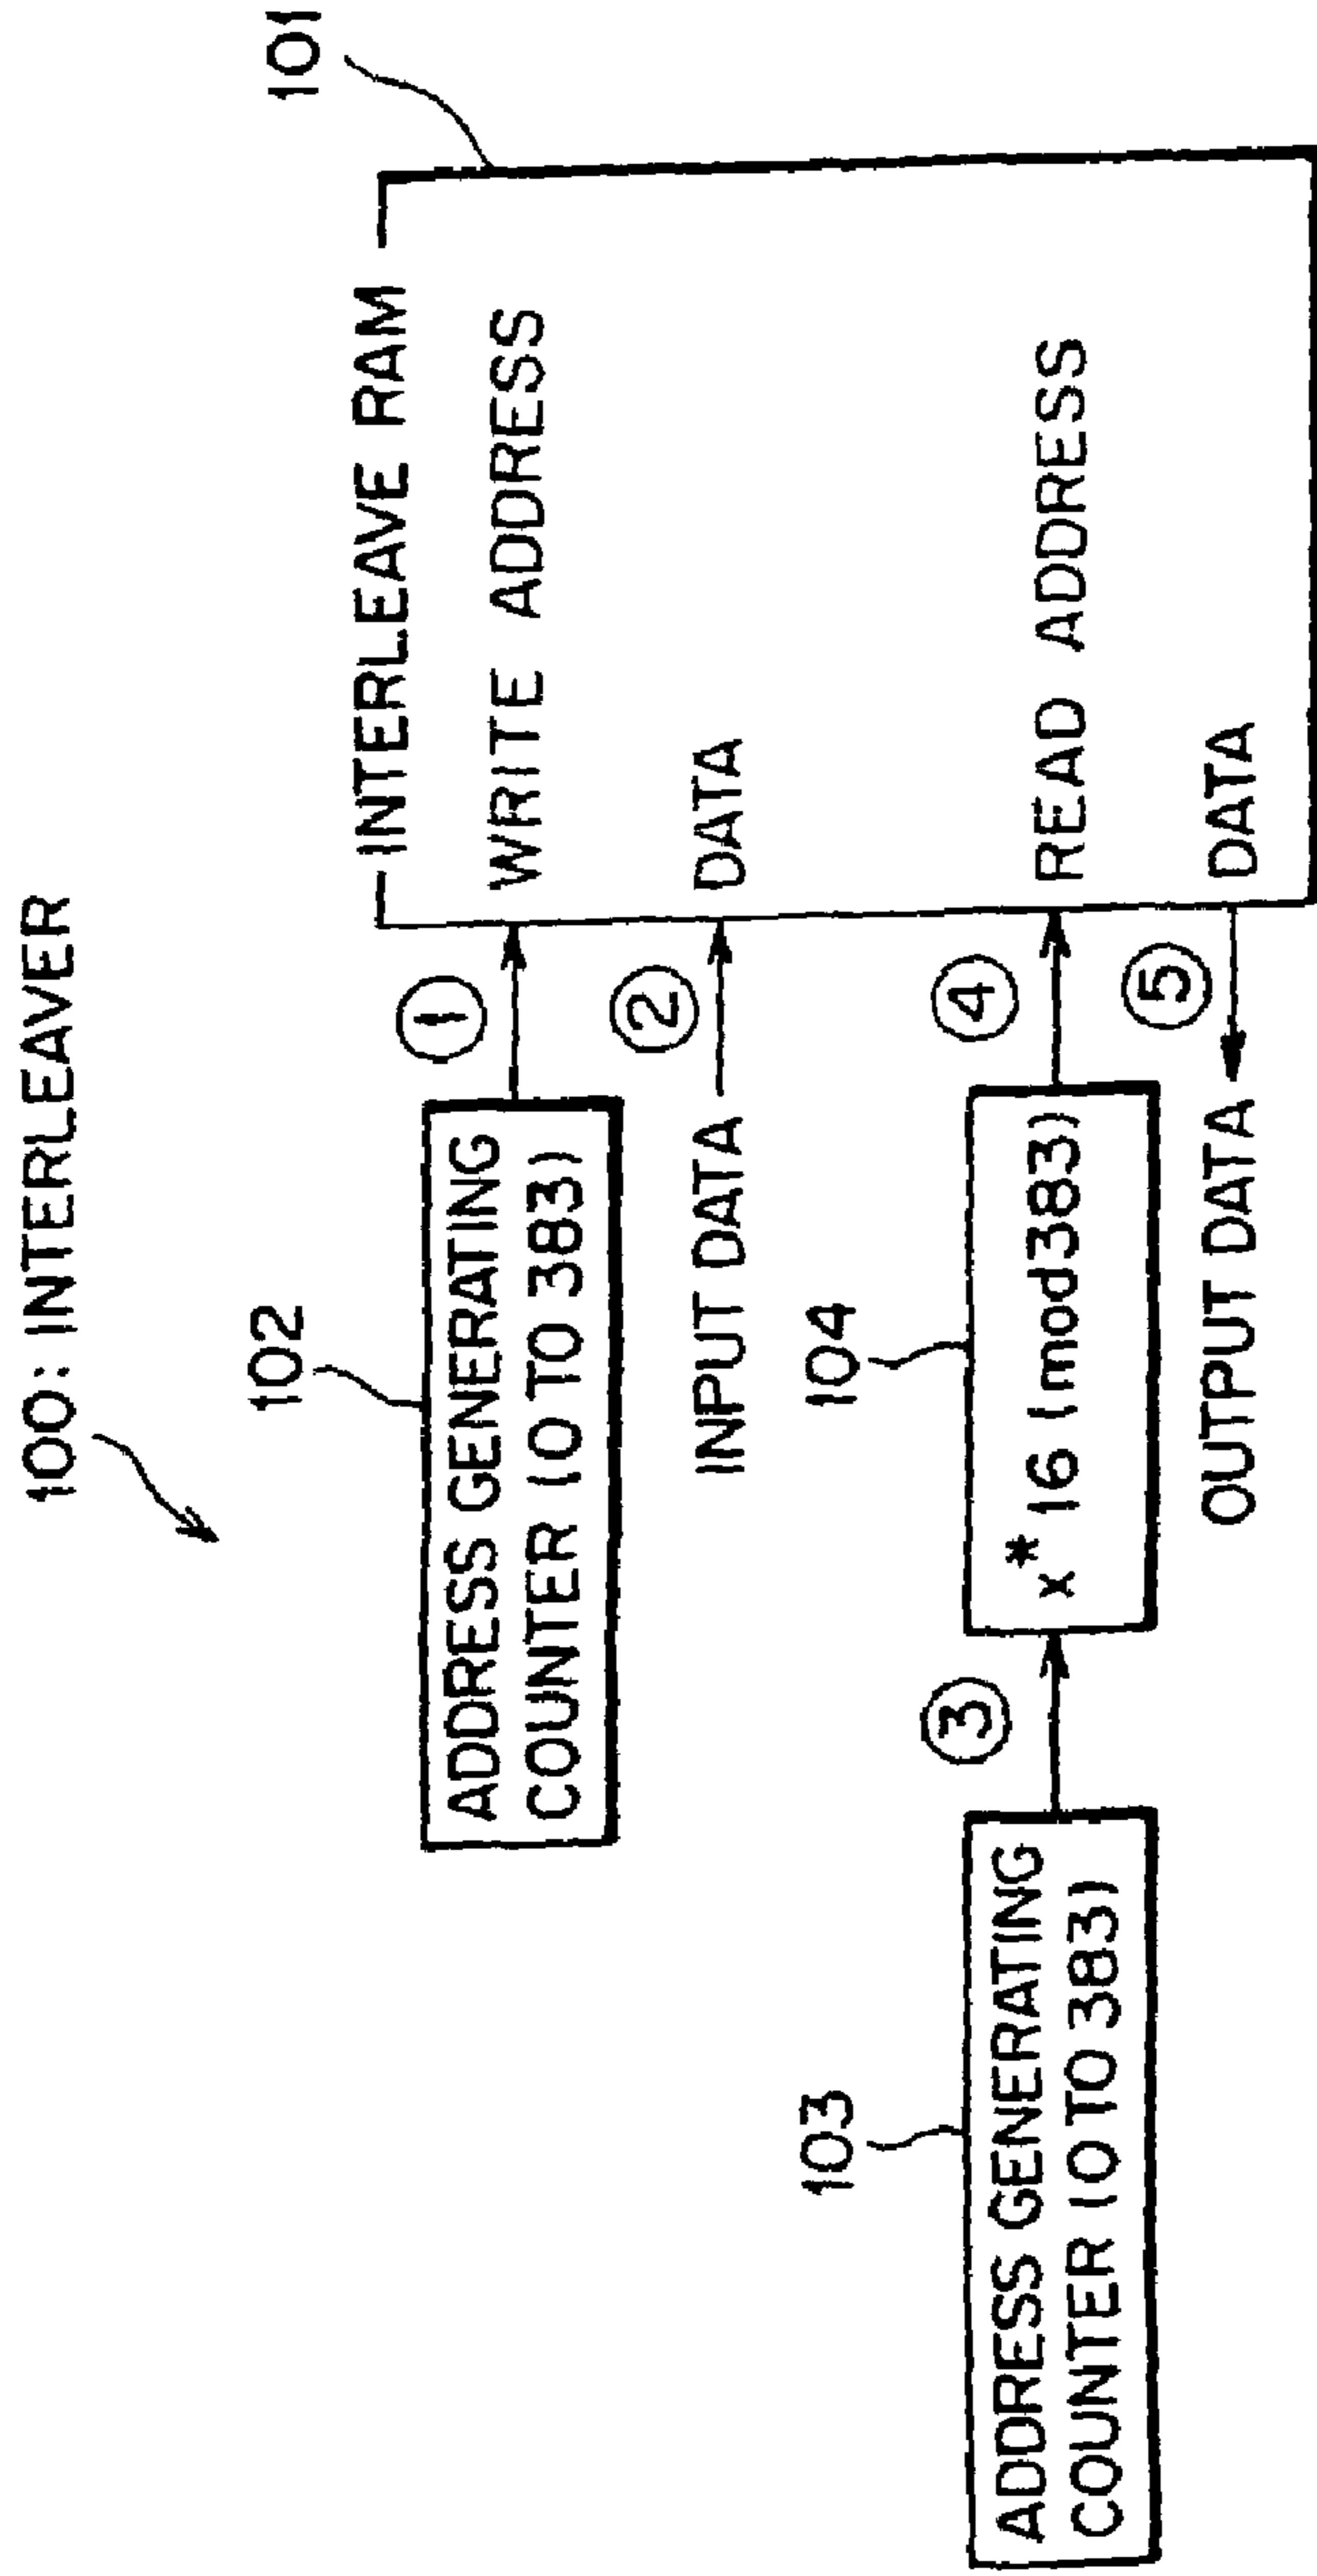 100: INTERLEAVER
101
INTERLEAVE RAM
102
ADDRESS GENERATING
COUNTER (0 TO 383)
①
WRITE ADDRESS
INPUT DATA
②
DATA
103
ADDRESS GENERATING
COUNTER (0 TO 383)
③
104
x*16 (mod383)
④
READ ADDRESS
OUTPUT DATA
⑤
DATA